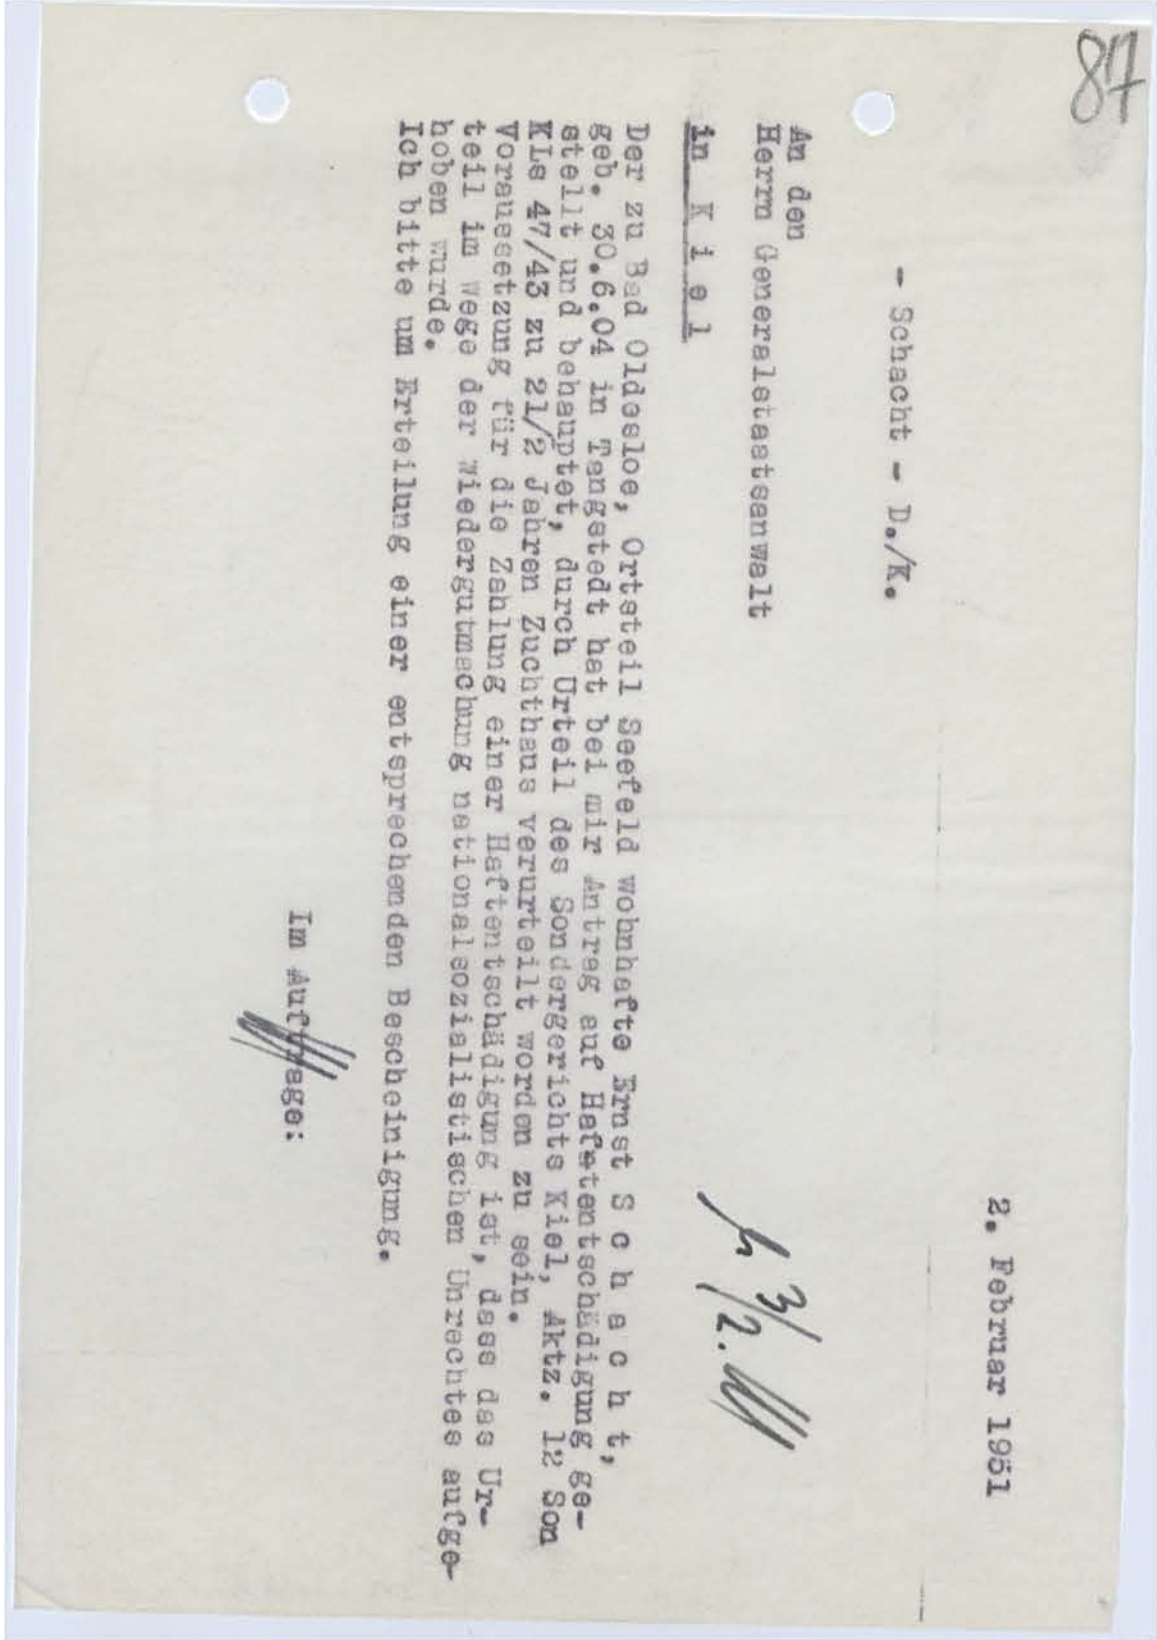 87
2. Februar 1951
- Schacht - D./K.
An den
Herrn Generalstaatsanwalt
in K i e l
3/2.
Der zu Bad Oldesloe, Ortsteil Seefeld wohnhafte Ernst S c h a c h t,
geb. 30.6.04 in Tangstedt hat bei mir Antrag auf Hafstentschädigung ge-
stellt und behauptet, durch Urteil des Sondergerichts Kiel, Aktz. 12 Son
KLs 47/43 zu 21/2 Jahren Zuchthaus verurteilt worden zu sein.
Voraussetzung für die Zahlung einer Haftentschädigung ist, dass das Ur-
teil im Wege der Wiedergutmachung nationalsozialistischen Unrechtes aufge-
hoben wurde.
Ich bitte um Erteilung einer entsprechenden Bescheinigung.
Im Auftrage: